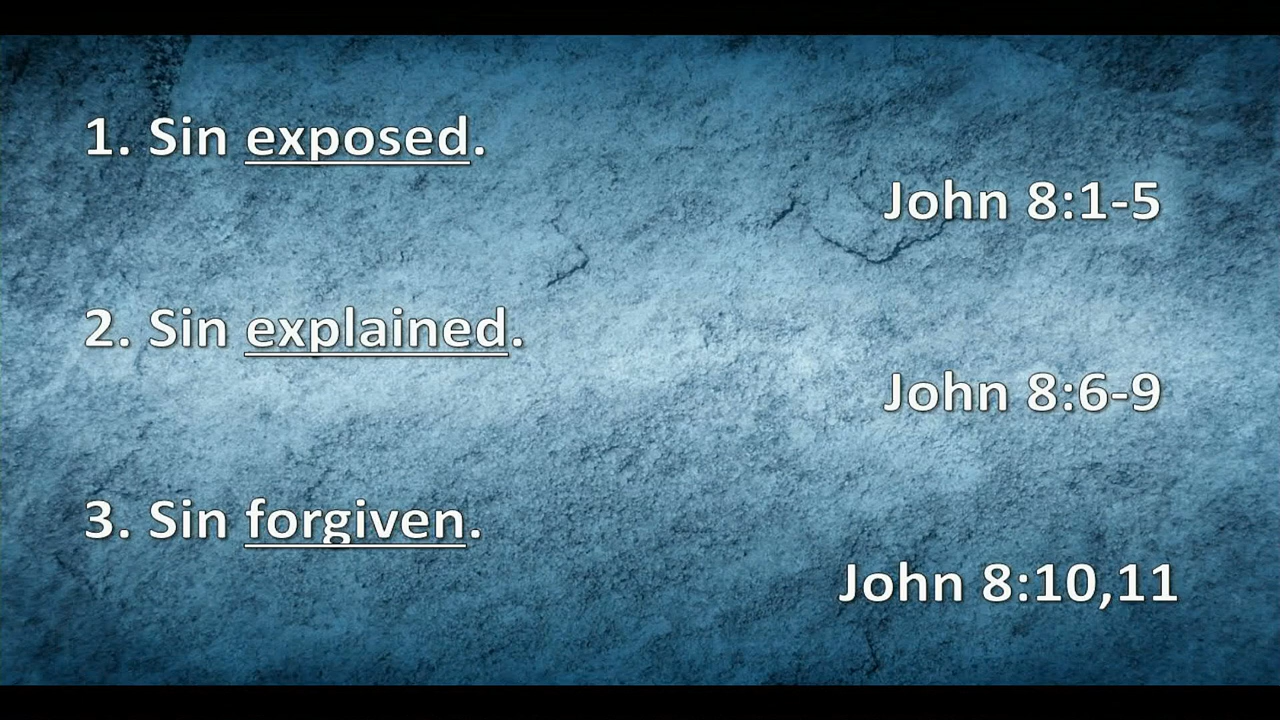 1. Sin exposed.
John 8:1-5
2. Sin explained.
John 8:6-9
3. Sin forgiven.
John 8:10,11